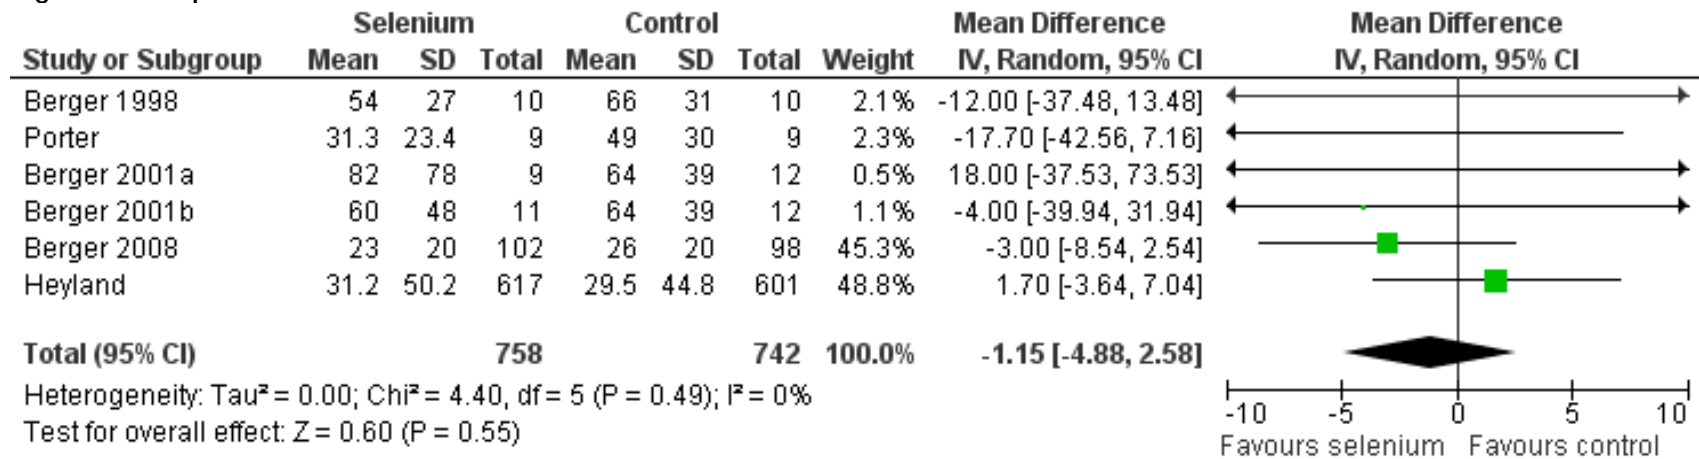 Selenium Control Mean Difference Mean Difference
Study or Subgroup Mean SD Total Mean SD Total Weight IV, Random, 95% CI IV, Random, 95% CI
Berger 1998 54 27 10 66 31 10 2.1% -12.00 [-37.48, 13.48]
Porter 31.3 23.4 9 49 30 9 2.3% -17.70 [-42.56, 7.16]
Berger 2001a 82 78 9 64 39 12 0.5% 18.00 [-37.53, 73.53]
Berger 2001b 60 48 11 64 39 12 1.1% -4.00 [-39.94, 31.94]
Berger 2008 23 20 102 26 20 98 45.3% -3.00 [-8.54, 2.54]
Heyland 31.2 50.2 617 29.5 44.8 601 48.8% 1.70 [-3.64, 7.04]
Total (95% CI) 758 742 100.0% -1.15 [-4.88, 2.58]
Heterogeneity: Tau² = 0.00; Chi² = 4.40, df = 5 (P = 0.49); I² = 0%
Test for overall effect: Z = 0.60 (P = 0.55)
-10 -5 0 5 10
Favours selenium Favours control